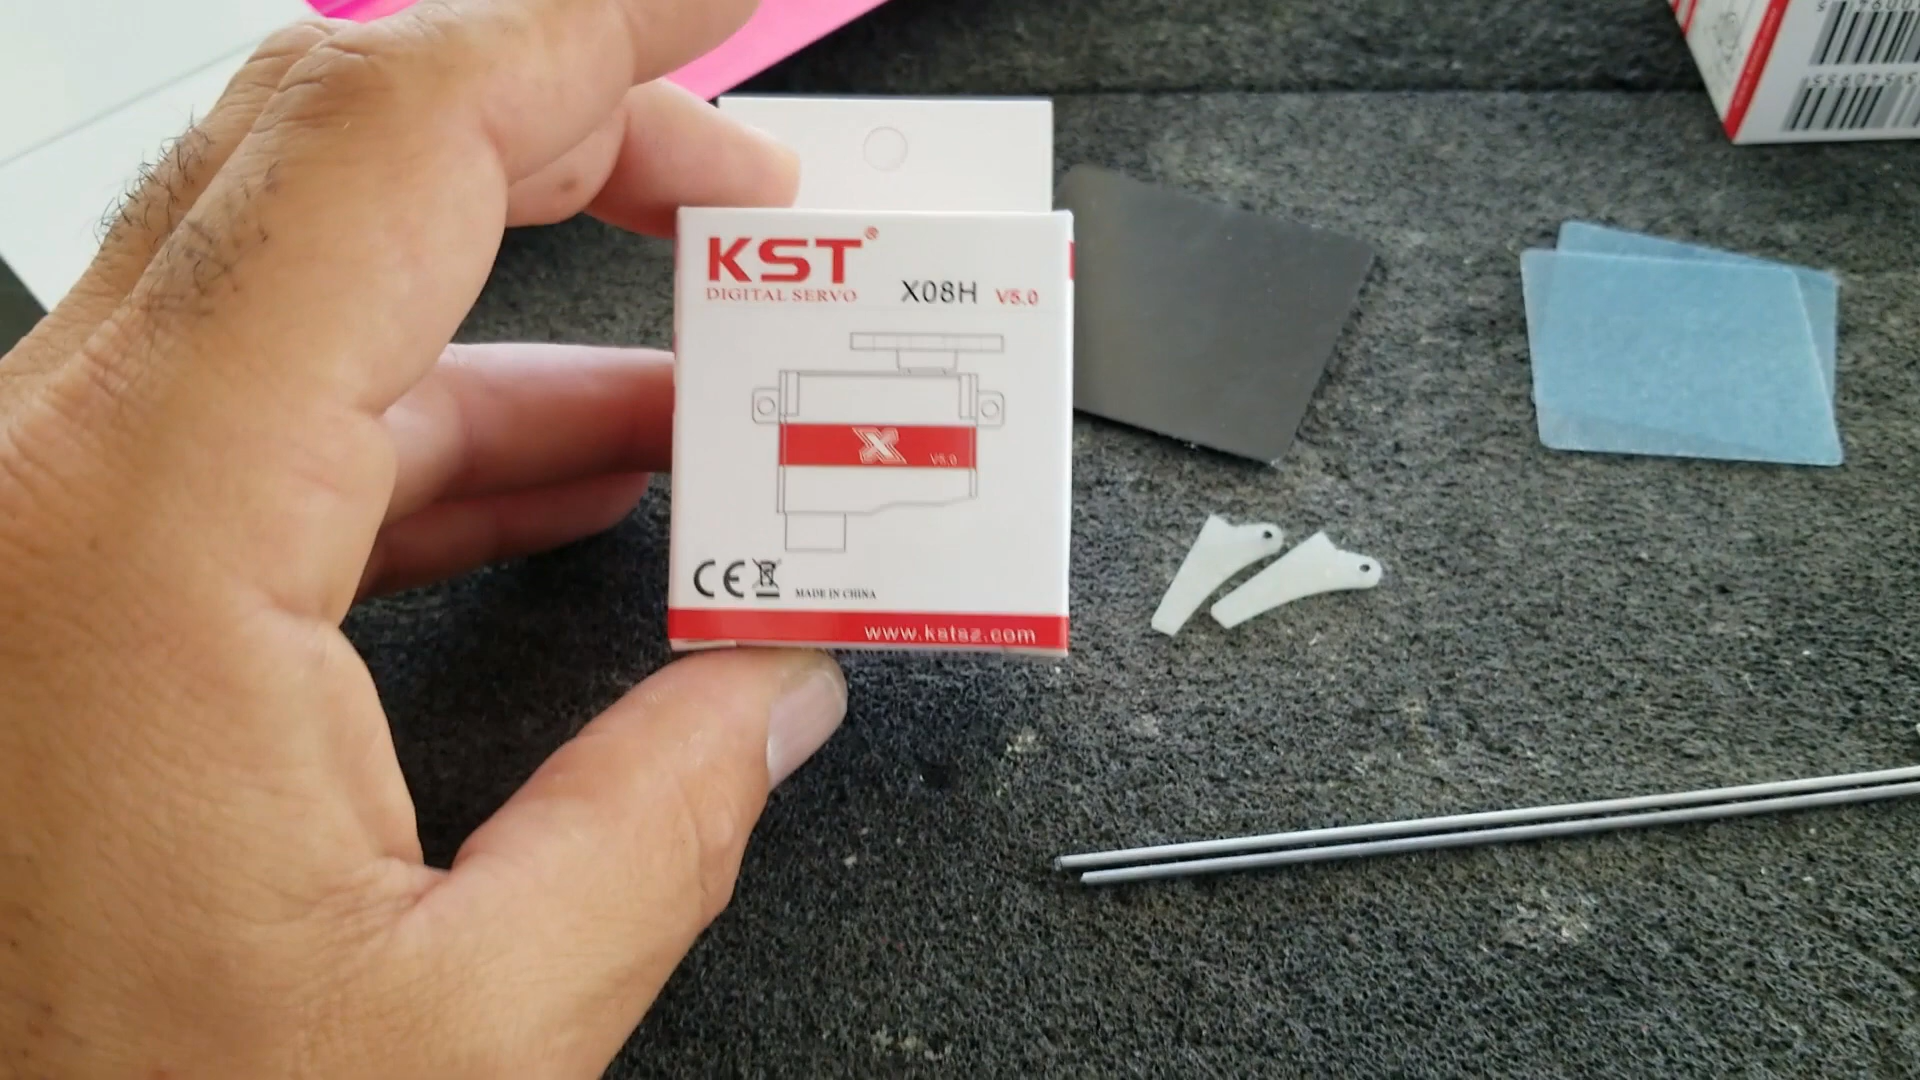 KST®
DIGITAL SERVO
X08H V5.0
X
V5.0
CE
MADE IN CHINA
www.kstsz.com